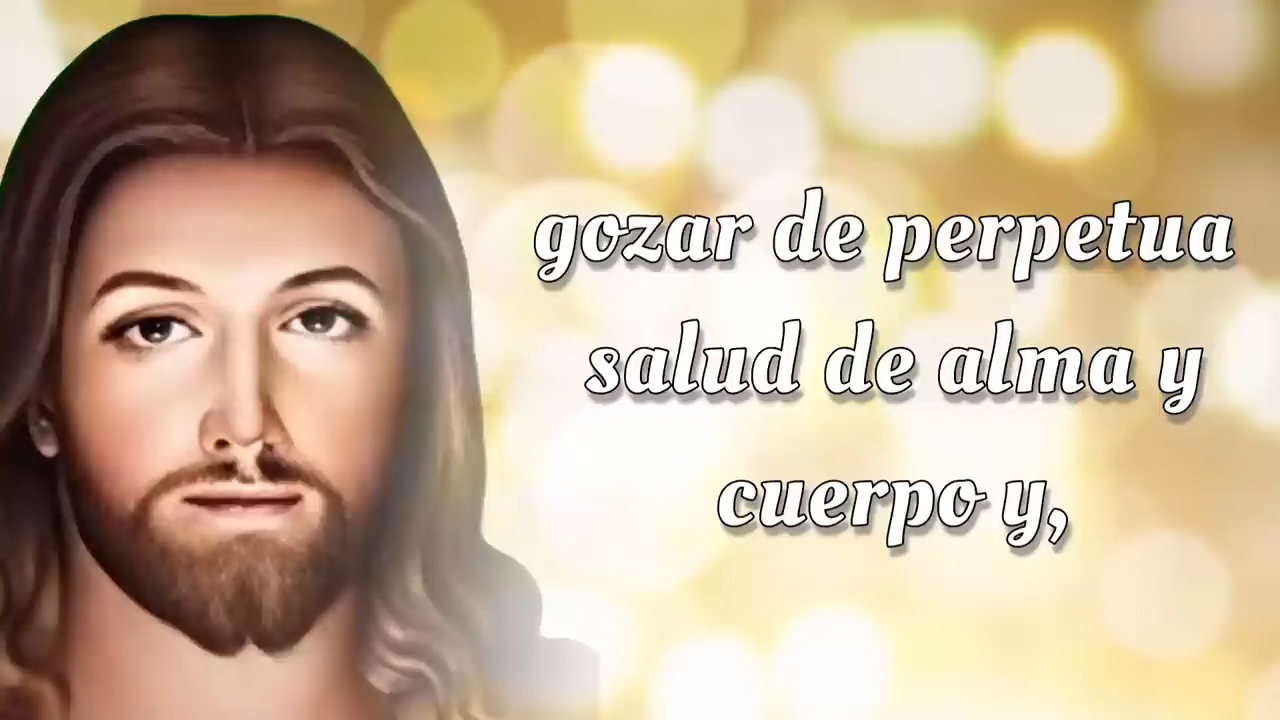 gozar de perpetua
salud de alma y
cuerpo y,